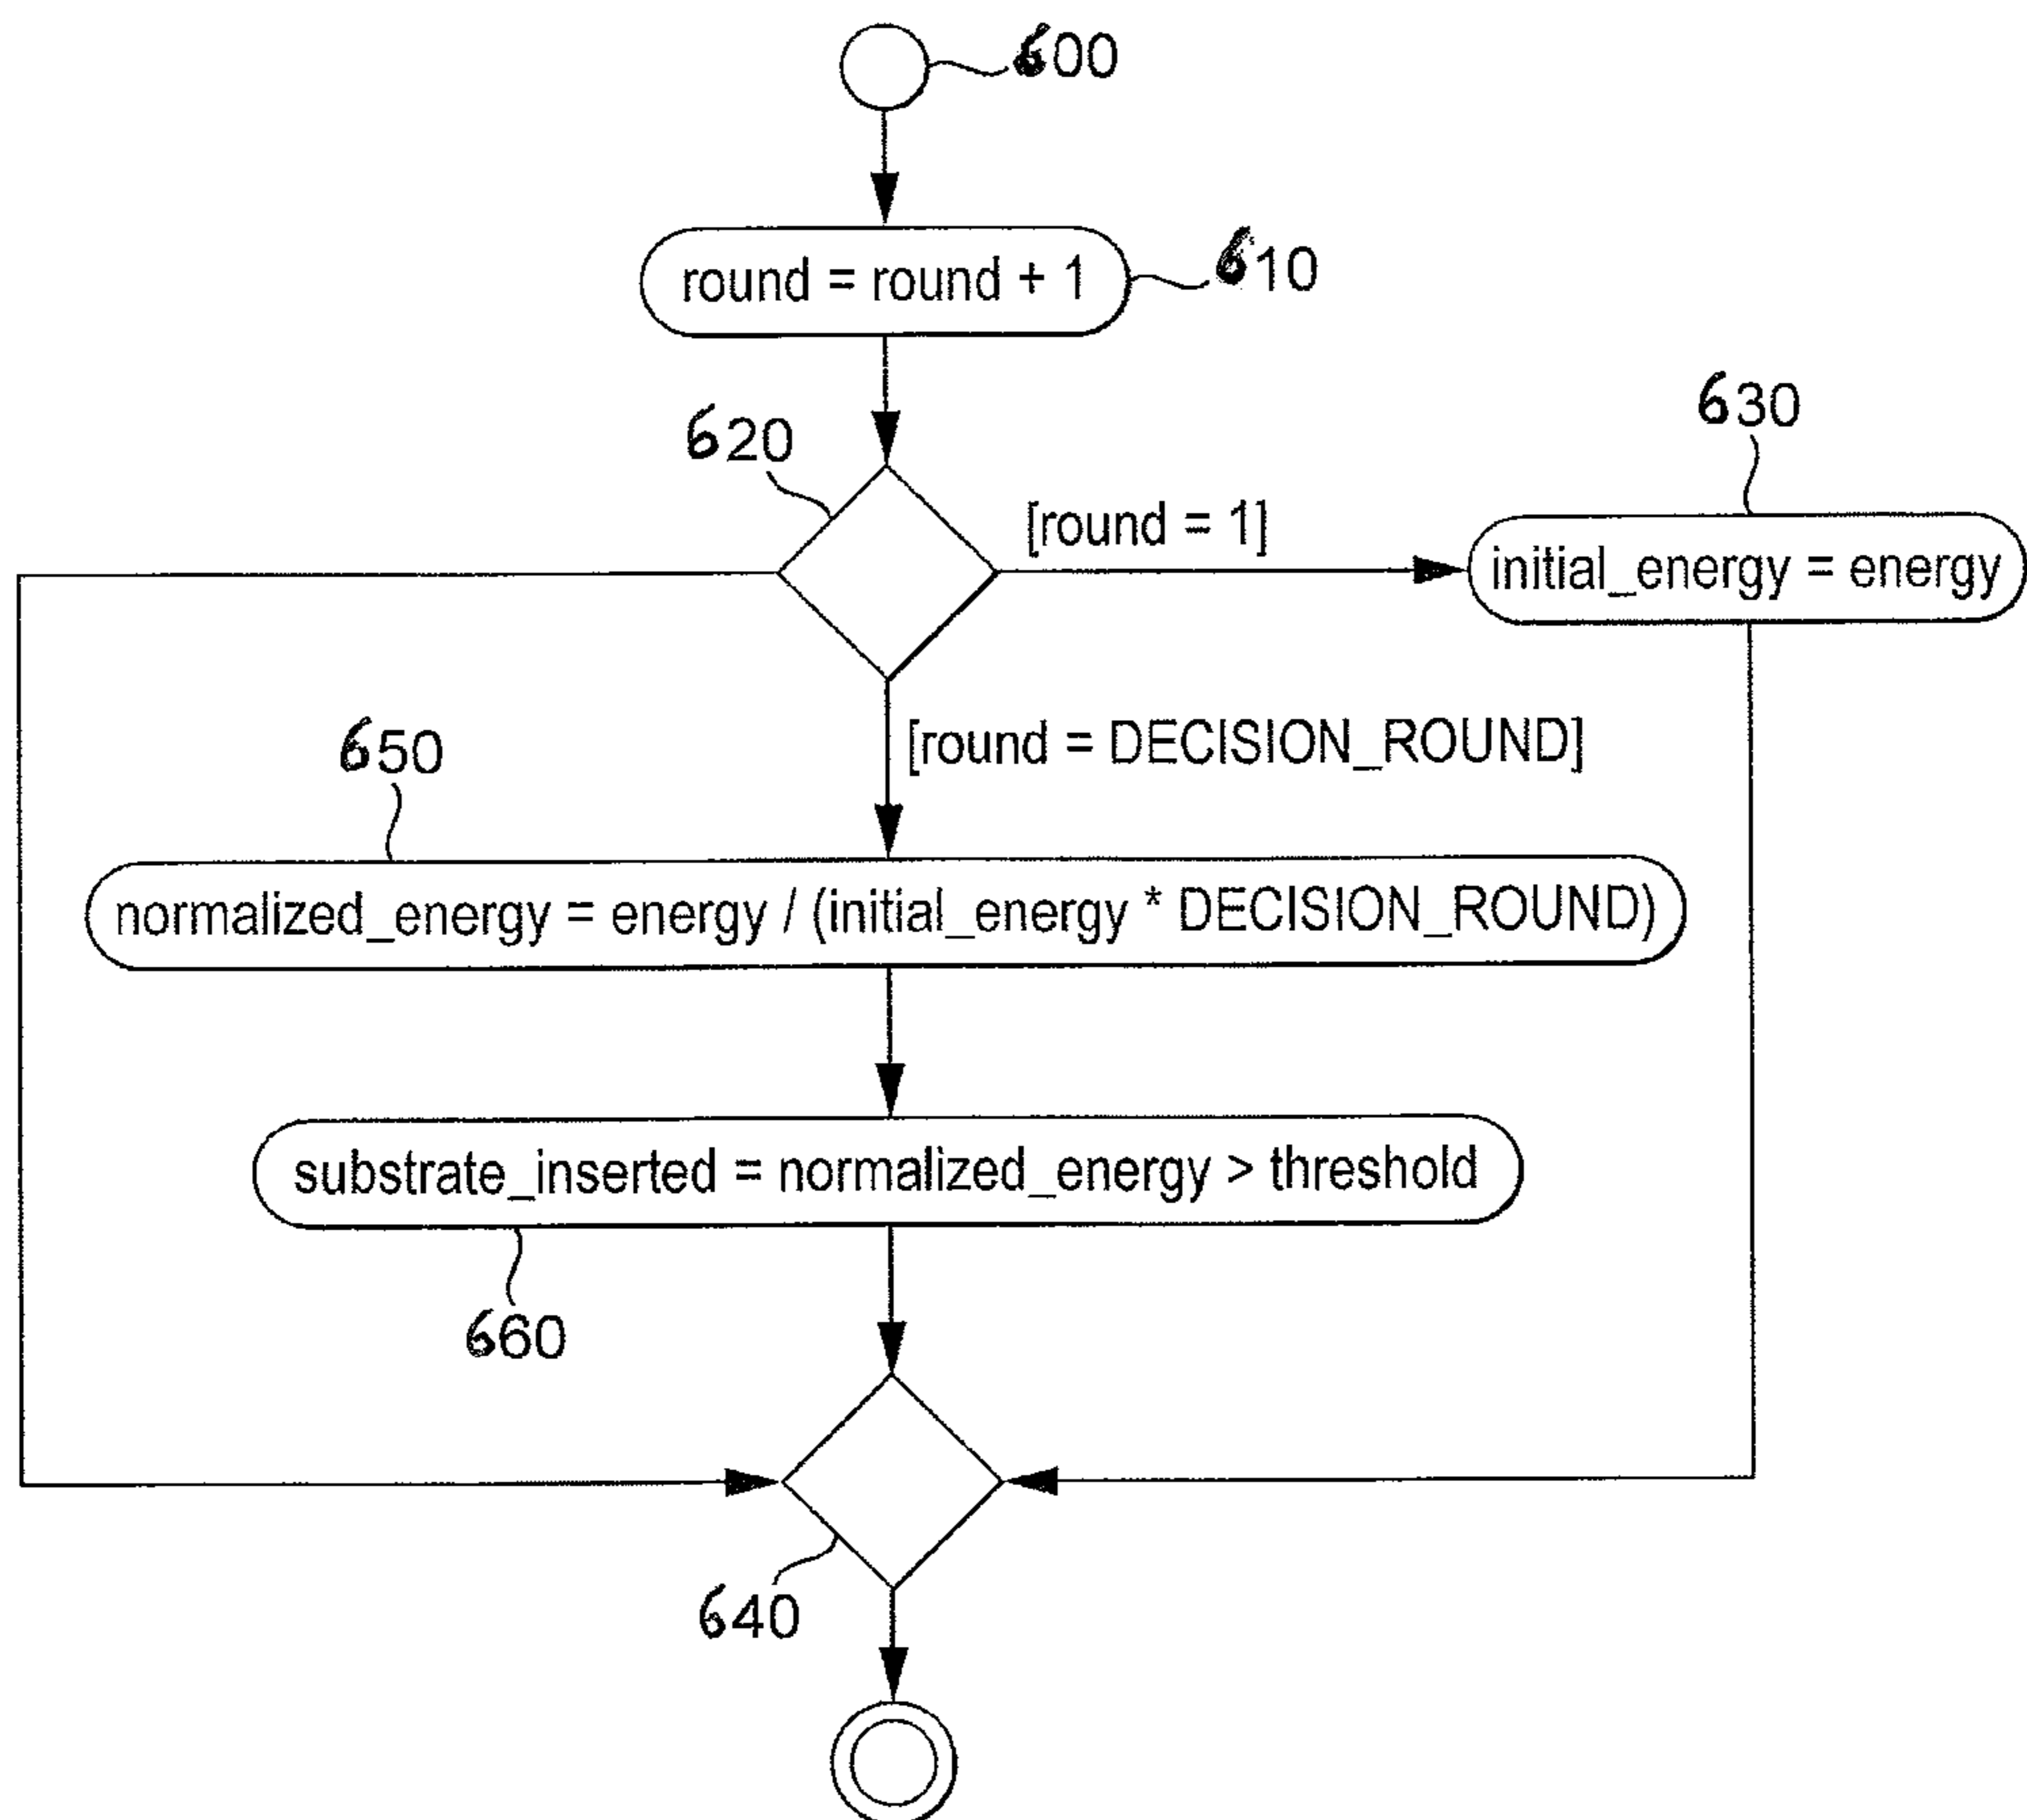 600
round = round + 1
610
620
[round = 1]
630
initial_energy = energy
[round = DECISION_ROUND]
650
normalized_energy = energy / (initial_energy * DECISION_ROUND)
substrate_inserted = normalized_energy > threshold
660
640